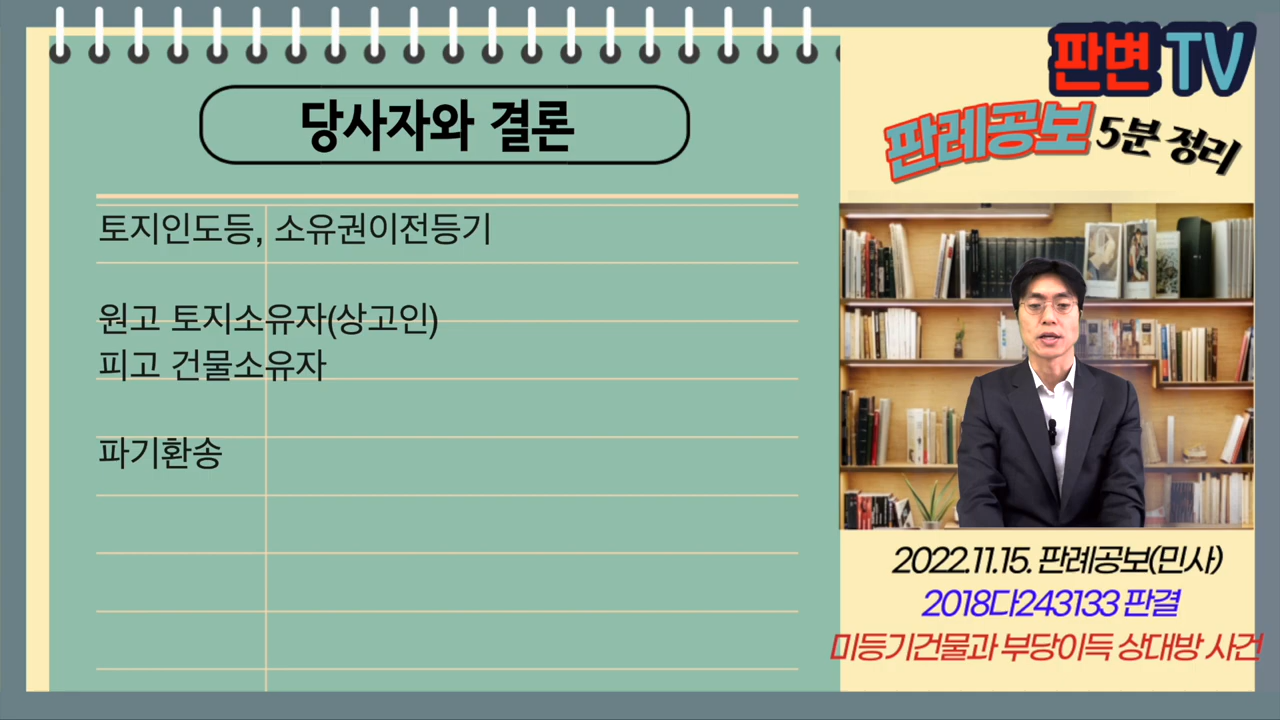 당사자와 결론
토지인도등, 소유권이전등기
원고 토지소유자(상고인)
피고 건물소유자
파기환송
판변 TV
판례공보 5분 정리
2022.11.15. 판례공보(민사)
2018다243133 판결
미등기건물과 부당이득 상대방 사건